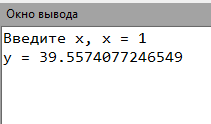 Окно вывода
Введите x, x = 1
y = 39.5574077246549